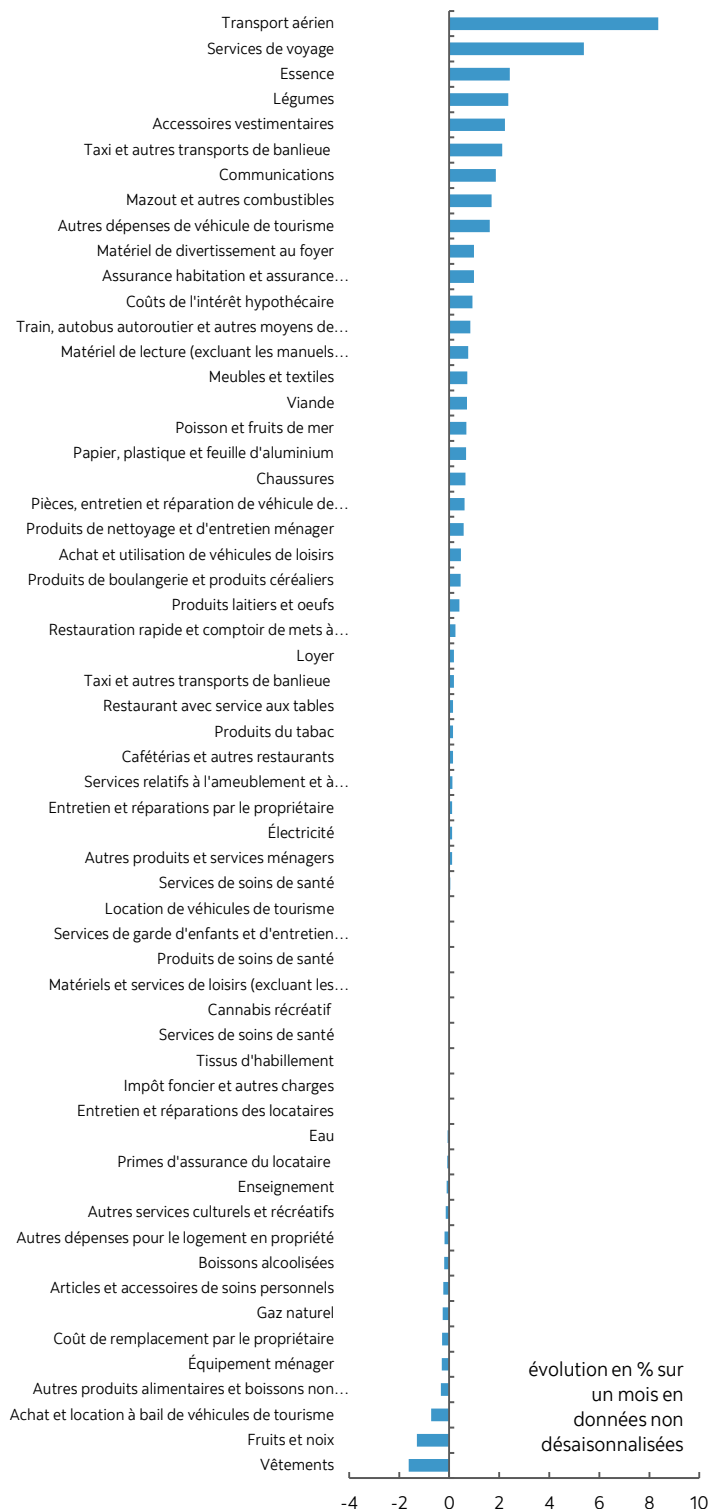 Transport aérien
Services de voyage
Essence
Légumes
Accessoires vestimentaires
Taxi et autres transports de banlieue
Communications
Mazout et autres combustibles
Autres dépenses de véhicule de tourisme
Matériel de divertissement au foyer
Assurance habitation et assurance…
Coûts de l'intérêt hypothécaire
Train, autobus autoroutier et autres moyens de…
Matériel de lecture (excluant les manuels…
Meubles et textiles
Viande
Poisson et fruits de mer
Papier, plastique et feuille d'aluminium
Chaussures
Pièces, entretien et réparation de véhicule de…
Produits de nettoyage et d'entretien ménager
Achat et utilisation de véhicules de loisirs
Produits de boulangerie et produits céréaliers
Produits laitiers et oeufs
Restauration rapide et comptoir de mets à…
Loyer
Taxi et autres transports de banlieue
Restaurant avec service aux tables
Produits du tabac
Cafétérias et autres restaurants
Services relatifs à l'ameublement et à…
Entretien et réparations par le propriétaire
Électricité
Autres produits et services ménagers
Services de soins de santé
Location de véhicules de tourisme
Services de garde d'enfants et d'entretien…
Produits de soins de santé
Matériels et services de loisirs (excluant les…
Cannabis récréatif
Services de soins de santé
Tissus d'habillement
Impôt foncier et autres charges
Entretien et réparations des locataires
Eau
Primes d'assurance du locataire
Enseignement
Autres services culturels et récréatifs
Autres dépenses pour le logement en propriété
Boissons alcoolisées
Articles et accessoires de soins personnels
Gaz naturel
Coût de remplacement par le propriétaire
Équipement ménager
Autres produits alimentaires et boissons non…
Achat et location à bail de véhicules de tourisme
Fruits et noix
Vêtements
évolution en % sur
un mois en
données non
désaisonnalisées
-4 -2 0 2 4 6 8 10